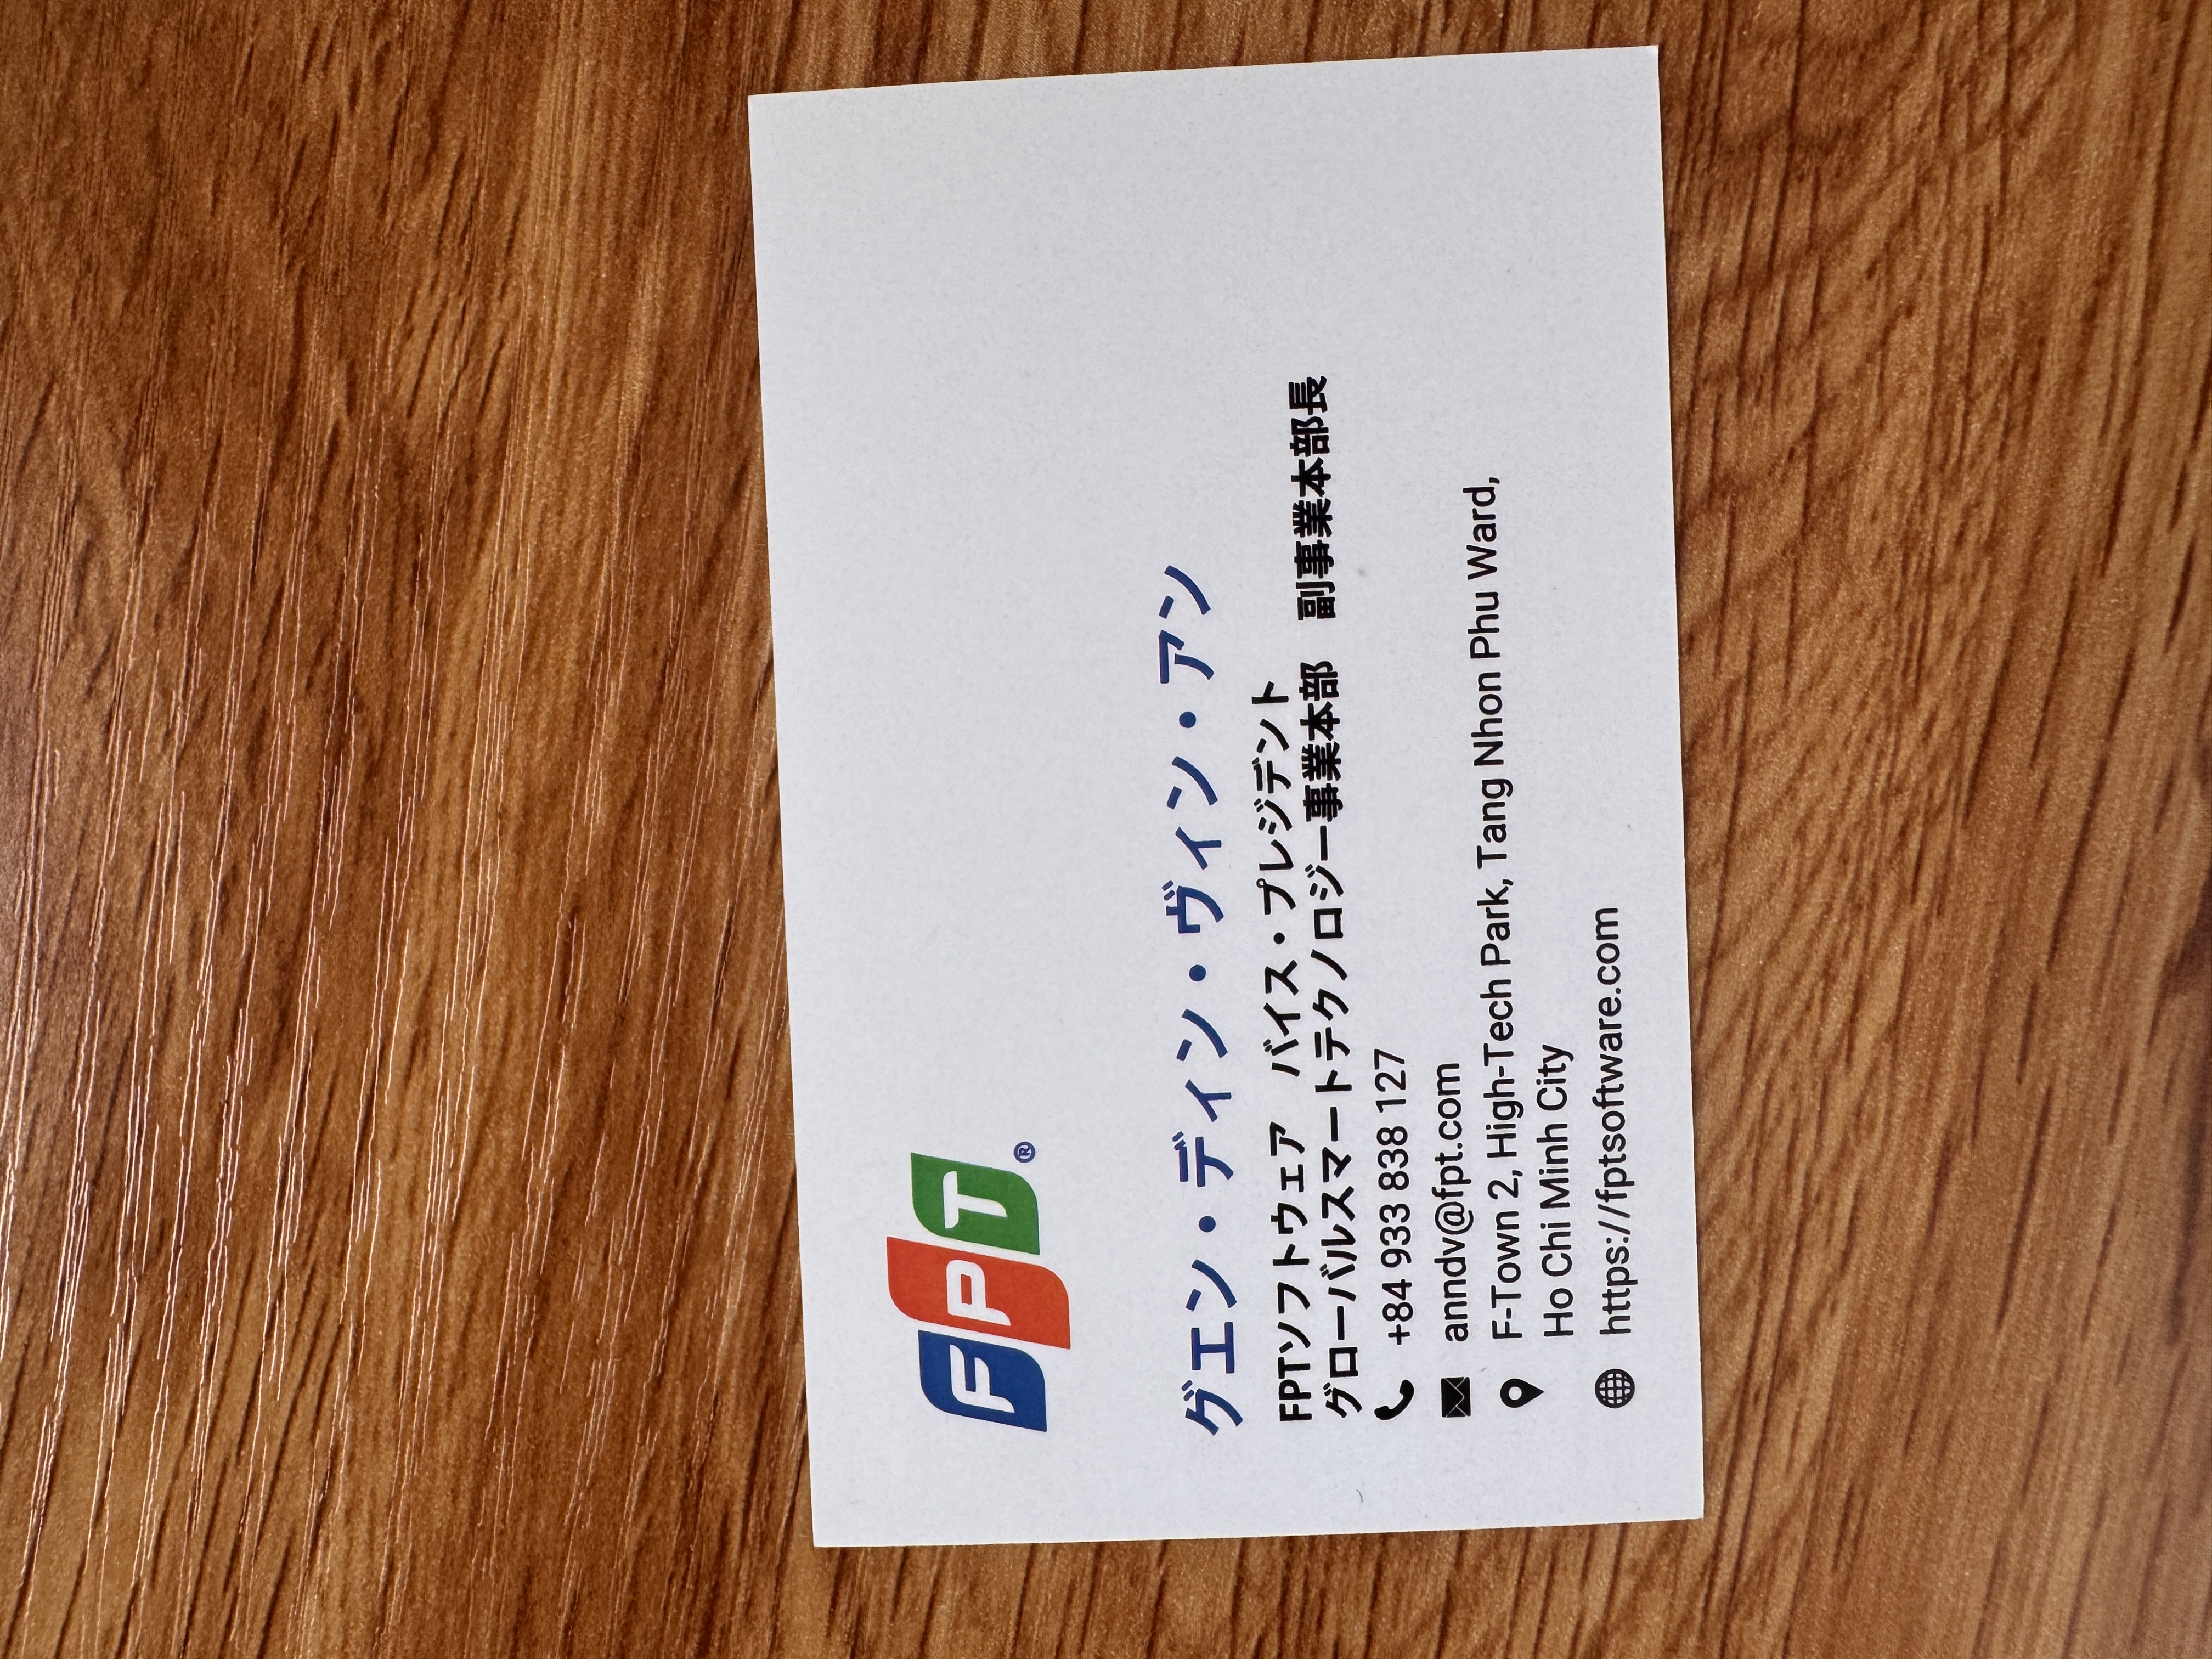 FPT®
グエン・ディン・ヴィン・アン
FPTソフトウェア　バイス・プレジデント
グローバルスマートテクノロジー事業本部　副事業本部長
+84 933 838 127
anndv@fpt.com
F-Town 2, High-Tech Park, Tang Nhon Phu Ward,
Ho Chi Minh City
https://fptsoftware.com